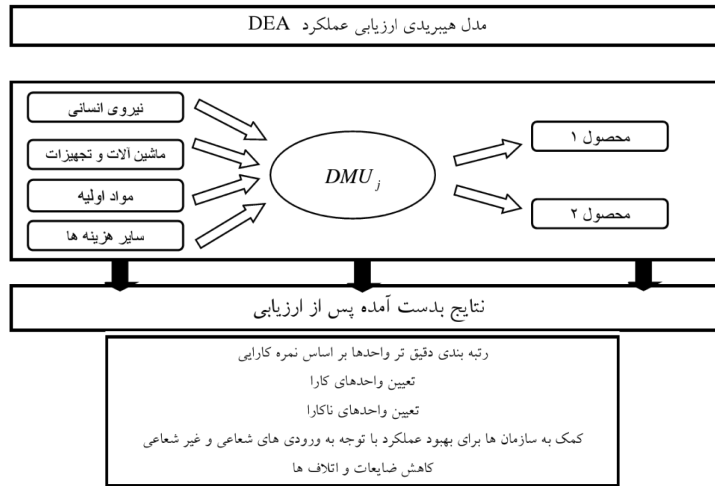 مدل هیبریدی ارزیابی عملکرد DEA
نیروی انسانی
ماشین آلات و تجهیزات
مواد اولیه
سایر هزینه ها
DMU j
محصول ۱
محصول ۲
نتایج بدست آمده پس از ارزیابی
رتبه بندی دقیق تر واحدها بر اساس نمره کارایی
تعیین واحدهای کارا
تعیین واحدهای ناکارا
کمک به سازمان ها برای بهبود عملکرد با توجه به ورودی های شعاعی و غیر شعاعی
کاهش ضایعات و اتلاف ها